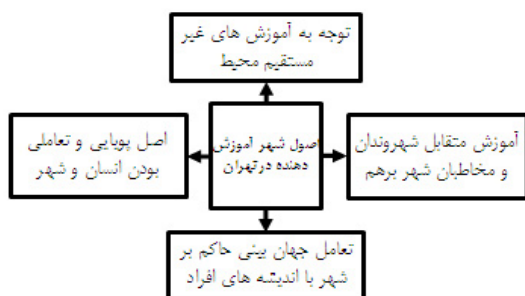 توجه به آموزش های غیر
مستقیم محیط
آموزش متقابل شهروندان
و مخاطبان شهر برهم
اصول شهر آموزش
دهنده درتهران
اصل پویایی و تعاملی
بودن انسان و شهر
تعامل جهان بینی حاکم بر
شهر با اندیشه های افراد